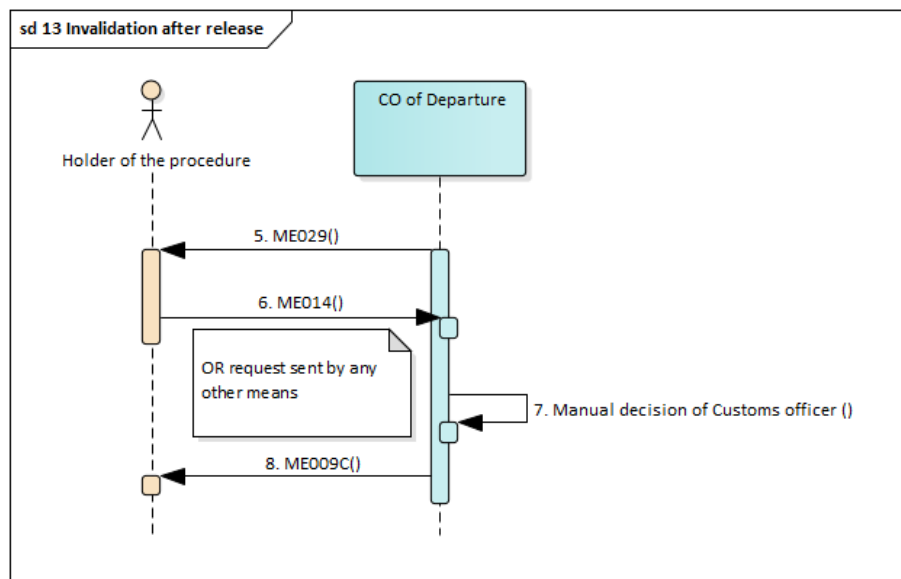 sd 13 Invalidation after release
CO of Departure
Holder of the procedure
5. ME029()
6. ME014()
OR request sent by any
other means
7. Manual decision of Customs officer ()
8. ME009C()